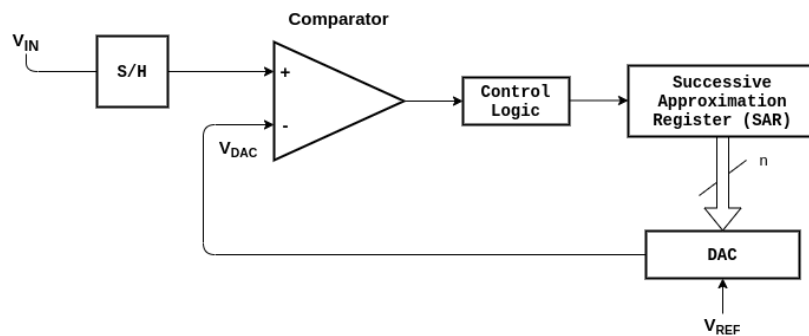 Comparator
VIN
S/H
+
-
VDAC
Control
Logic
Successive
Approximation
Register (SAR)
n
DAC
VREF